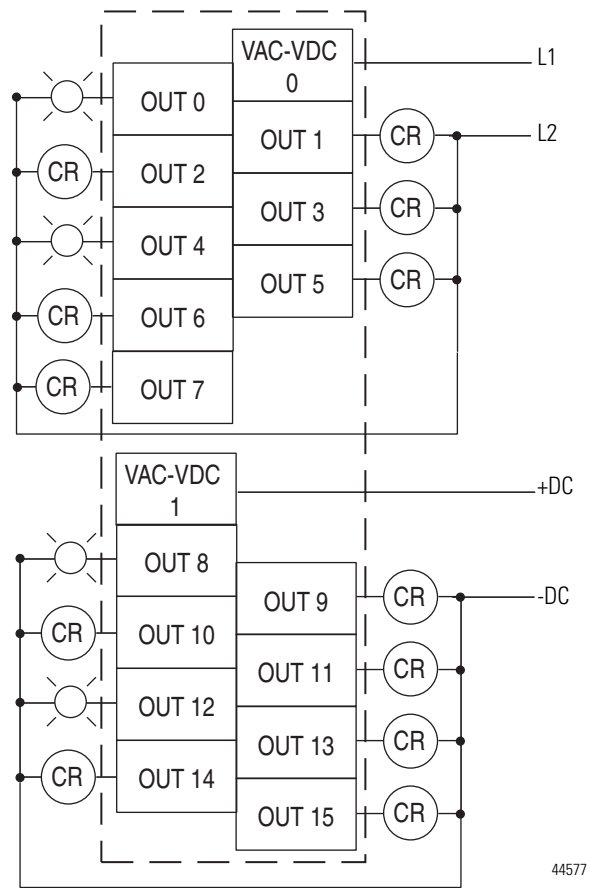 VAC-VDC
0
L1
OUT 0
OUT 1
CR
L2
CR
OUT 2
OUT 3
CR
OUT 4
OUT 5
CR
CR
OUT 6
CR
OUT 7
VAC-VDC
1
+DC
OUT 8
OUT 9
CR
-DC
CR
OUT 10
OUT 11
CR
OUT 12
OUT 13
CR
CR
OUT 14
OUT 15
CR
44577